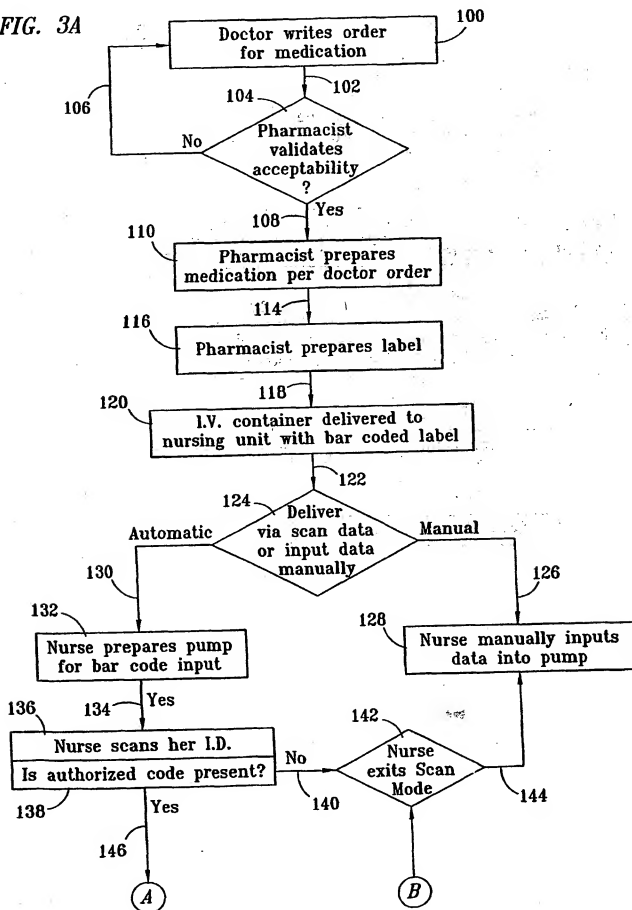 FIG. 3A
Doctor writes order
for medication
100
102
106
104
No
Pharmacist
validates
acceptability
?
108
Yes
110
Pharmacist prepares
medication per doctor order
114
116
Pharmacist prepares label
118
120
I.V. container delivered to
nursing unit with bar coded label
122
124
Deliver
via scan data
or input data
manually
Automatic
Manual
130
126
132
Nurse prepares pump
for bar code input
128
Nurse manually inputs
data into pump
134
Yes
136
Nurse scans her I.D.
Is authorized code present?
138
No
140
142
Nurse
exits Scan
Mode
144
Yes
146
A
B